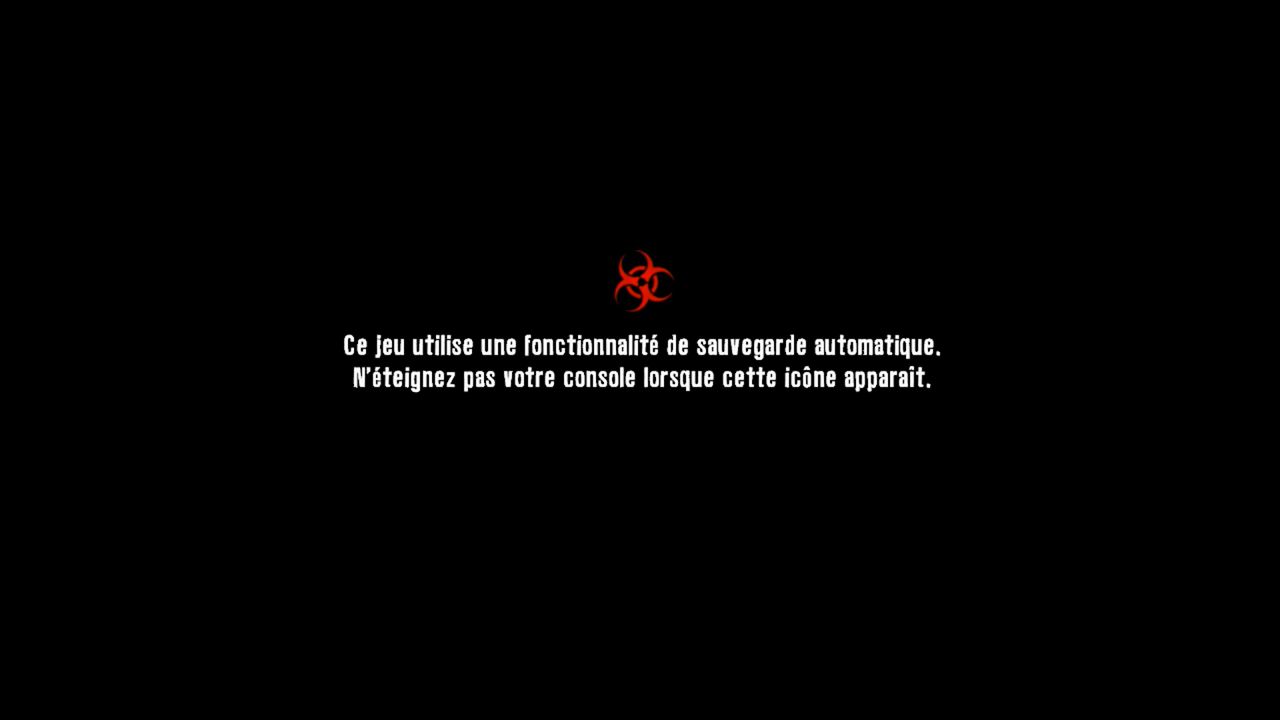 Ce jeu utilise une fonctionnalité de sauvegarde automatique.
N'éteignez pas votre console lorsque cette icône apparait.